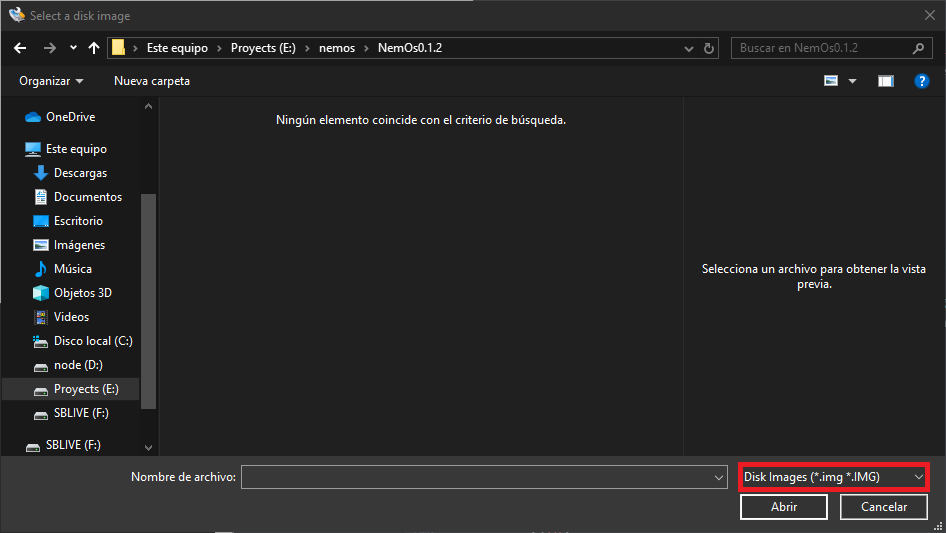 Select a disk image
Este equipo > Proyects (E:) > nemos > NemOs0.1.2
Buscar en NemOs0.1.2
Organizar
Nueva carpeta
OneDrive
Este equipo
Descargas
Documentos
Escritorio
Imágenes
Música
Objetos 3D
Videos
Disco local (C:)
node (D:)
Proyects (E:)
SBLIVE (F:)
SBLIVE (F:)
Ningún elemento coincide con el criterio de búsqueda.
Selecciona un archivo para obtener la vista
previa.
Nombre de archivo:
Disk Images (*.img *.IMG)
Abrir
Cancelar